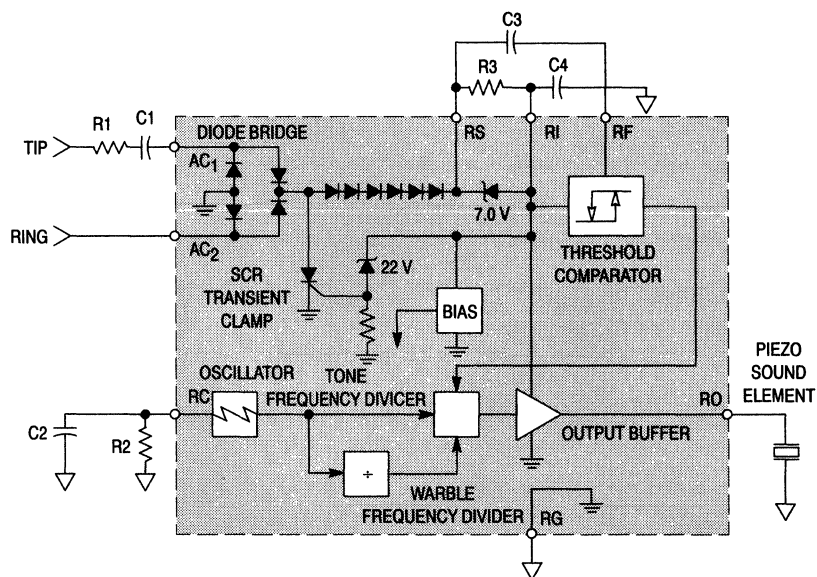 C3
R3
C4
R1
C1
DIODE BRIDGE
RS
RI
RF
TIP
AC1
7.0 V
RING
AC2
THRESHOLD
COMPARATOR
22 V
SCR
TRANSIENT
CLAMP
BIAS
PIEZO
SOUND
ELEMENT
OSCILLATOR
TONE
FREQUENCY DIVICER
RC
RO
OUTPUT BUFFER
C2
R2
÷
WARBLE
FREQUENCY DIVIDER
RG